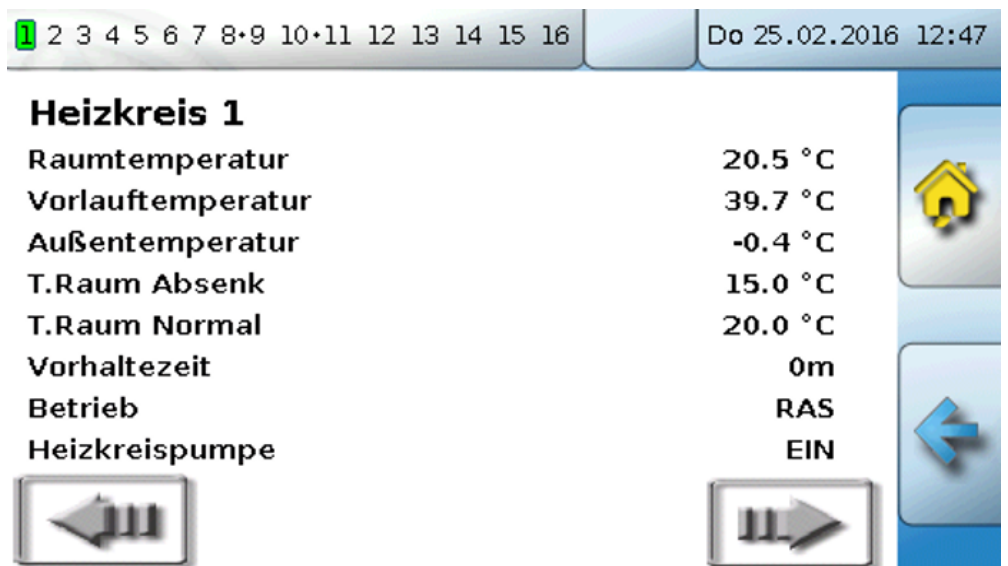 1 2 3 4 5 6 7 8•9 10•11 12 13 14 15 16 Do 25.02.2016 12:47
Heizkreis 1
Raumtemperatur 20.5 °C
Vorlauftemperatur 39.7 °C
Außentemperatur -0.4 °C
T.Raum Absenk 15.0 °C
T.Raum Normal 20.0 °C
Vorhaltezeit 0m
Betrieb RAS
Heizkreispumpe EIN